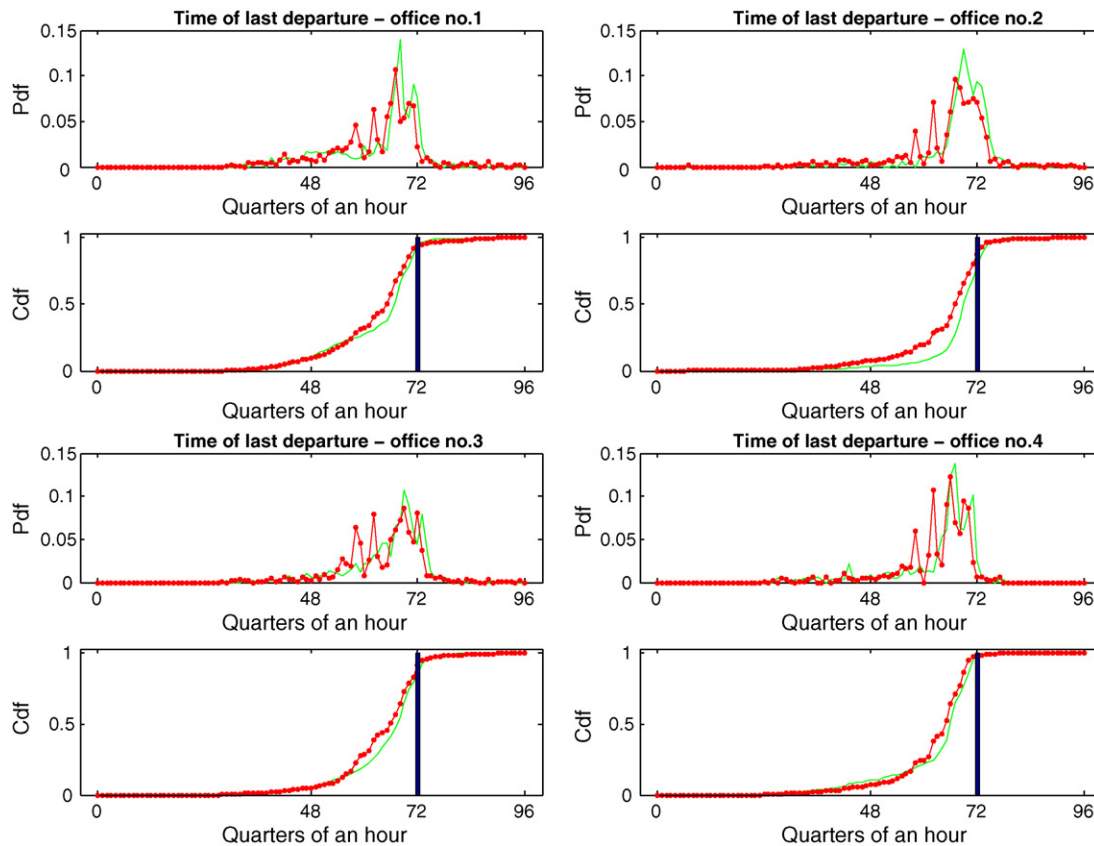 Time of last departure – office no.1
0.15
0.1
0.05
0
Pdf
0 48 72 96
Quarters of an hour
1
0.5
0
Cdf
0 48 72 96
Quarters of an hour
Time of last departure – office no.2
0.15
0.1
0.05
0
Pdf
0 48 72 96
Quarters of an hour
1
0.5
0
Cdf
0 48 72 96
Quarters of an hour
Time of last departure – office no.3
0.15
0.1
0.05
0
Pdf
0 48 72 96
Quarters of an hour
1
0.5
0
Cdf
0 48 72 96
Quarters of an hour
Time of last departure – office no.4
0.15
0.1
0.05
0
Pdf
0 48 72 96
Quarters of an hour
1
0.5
0
Cdf
0 48 72 96
Quarters of an hour